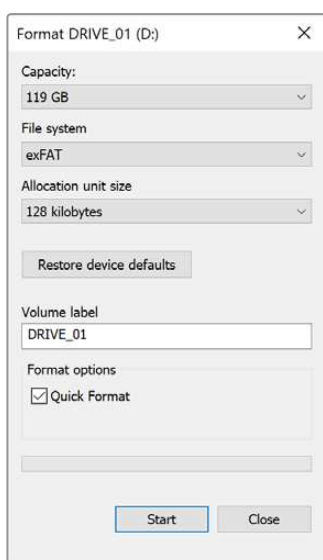 Format DRIVE_01 (D:)
Capacity:
119 GB
File system
exFAT
Allocation unit size
128 kilobytes
Restore device defaults
Volume label
DRIVE_01
Format options
Quick Format
Start Close